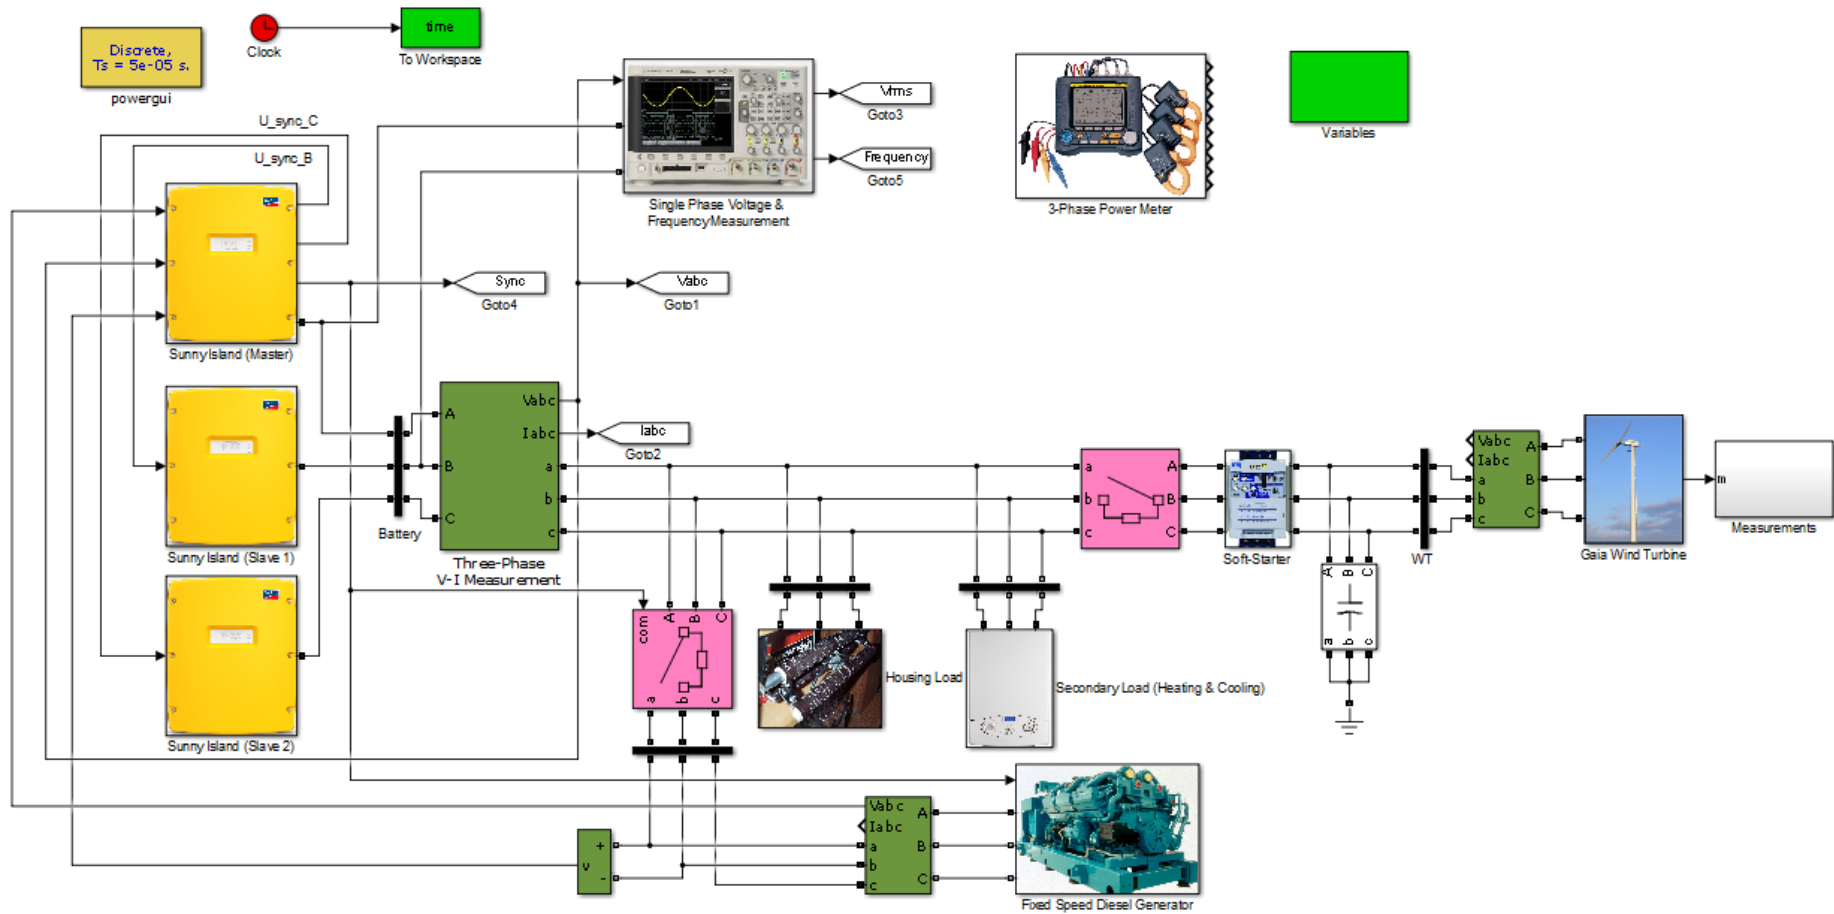 Discrete,
Ts = 5e-05 s.
powergui
Clock
time
To Workspace
U_sync_C
U_sync_B
Single Phase Voltage &
Frequency Measurement
Vrms
Goto3
Frequency
Goto5
3-Phase Power Meter
Variables
Sunny Island (Master)
Sync
Goto4
Vabc
Goto1
Sunny Island (Slave 1)
Sunny Island (Slave 2)
Battery
A
B
C
Vabc
Iabc
a
b
c
Three-Phase
V-I Measurement
Iabc
Goto2
com
A
B
C
a
b
c
Housing Load
Secondary Load (Heating & Cooling)
a
b
c
A
B
C
Soft-Starter
A
B
C
a
b
c
WT
Vabc
Iabc
a
b
c
A
B
C
Gaia Wind Turbine
m
Measurements
v
+
-
Vabc
Iabc
a
b
c
A
B
C
Fixed Speed Diesel Generator